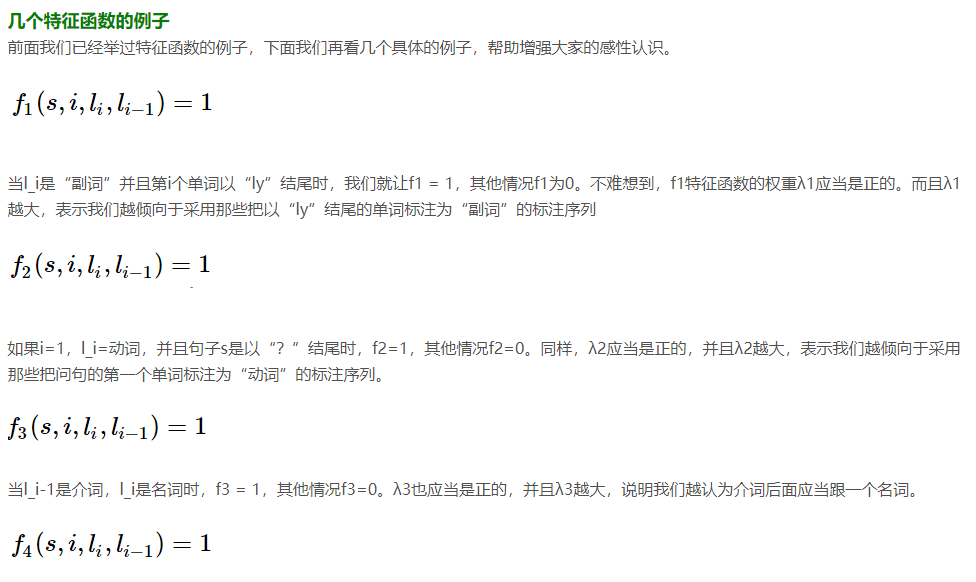 几个特征函数的例子
前面我们已经举过特征函数的例子，下面我们再看几个具体的例子，帮助增强大家的感性认识。
f_1(s, i, l_i, l_{i-1}) = 1
当l_i是“副词”并且第i个单词以“ly”结尾时，我们就让f1 = 1，其他情况f1为0。不难想到，f1特征函数的权重λ1应当是正的。而且λ1
越大，表示我们越倾向于采用那些把以“ly”结尾的单词标注为“副词”的标注序列
f_2(s, i, l_i, l_{i-1}) = 1
如果i=1，l_i=动词，并且句子s是以“？“结尾时，f2=1，其他情况f2=0。同样，λ2应当是正的，并且λ2越大，表示我们越倾向于采用
那些把问句的第一个单词标注为“动词”的标注序列。
f_3(s, i, l_i, l_{i-1}) = 1
当l_i-1是介词，l_i是名词时，f3 = 1，其他情况f3=0。λ3也应当是正的，并且λ3越大，说明我们越认为介词后面应当跟一个名词。
f_4(s, i, l_i, l_{i-1}) = 1